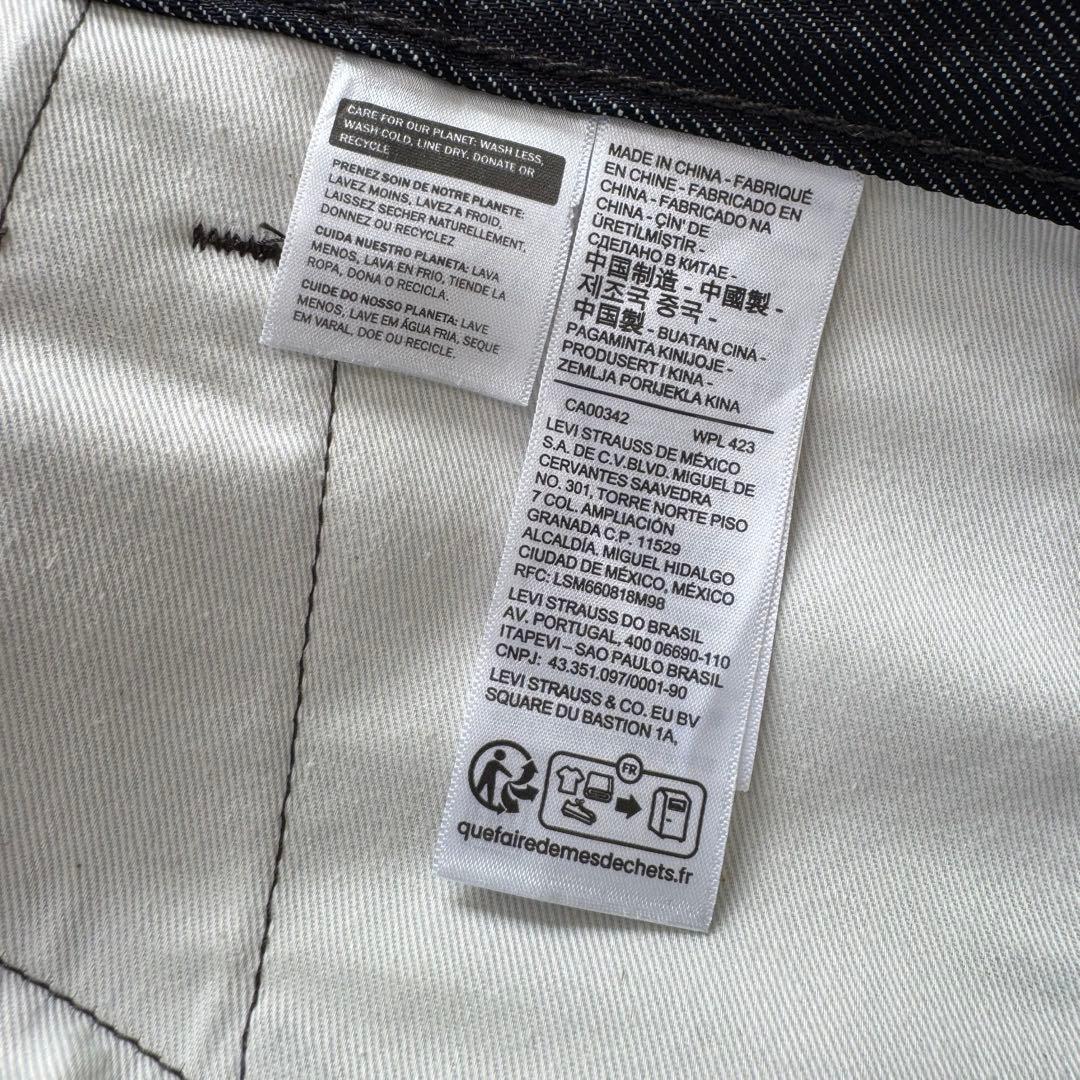 CARE FOR OUR PLANET: WASH LESS,
WASH COLD, LINE DRY, DONATE OR
RECYCLE
PRENEZ SOIN DE NOTRE PLANETE:
LAVEZ MOINS, LAVEZ A FROID,
LAISSEZ SECHER NATURELLEMENT,
DONNEZ OU RECYCLEZ
CUIDA NUESTRO PLANETA: LAVA
MENOS, LAVA EN FRIO, TIENDE LA
ROPA, DONA O RECICLA.
CUIDE DO NOSSO PLANETA: LAVE
MENOS, LAVE EM ÁGUA FRIA, SEQUE
EM VARAL, DOE OU RECICLE.
MADE IN CHINA - FABRIQUÉ
EN CHINE - FABRICADO EN
CHINA - FABRICADO NA
CHINA - ÇİN' DE
ÜRETİLMİŞTİR -
СДЕЛАНО В КИТАЕ -
中国制造 - 中國製 -
제조국 중국 -
中国製 - BUATAN CINA -
PAGAMINTA KINIJOJE -
PRODUSERT I KINA -
ZEMLJA PORIJEKLA KINA
CA00342 WPL 423
LEVI STRAUSS DE MÉXICO
S.A. DE C.V.BLVD. MIGUEL DE
CERVANTES SAAVEDRA
NO. 301, TORRE NORTE PISO
7 COL. AMPLIACIÓN
GRANADA C.P. 11529
ALCALDÍA. MIGUEL HIDALGO
CIUDAD DE MÉXICO, MÉXICO
RFC: LSM660818M98
LEVI STRAUSS DO BRASIL
AV. PORTUGAL, 400 06690-110
ITAPEVI – SAO PAULO BRASIL
CNPJ: 43.351.097/0001-90
LEVI STRAUSS & CO. EU BV
SQUARE DU BASTION 1A,
FR
quefairedemesdechets.fr